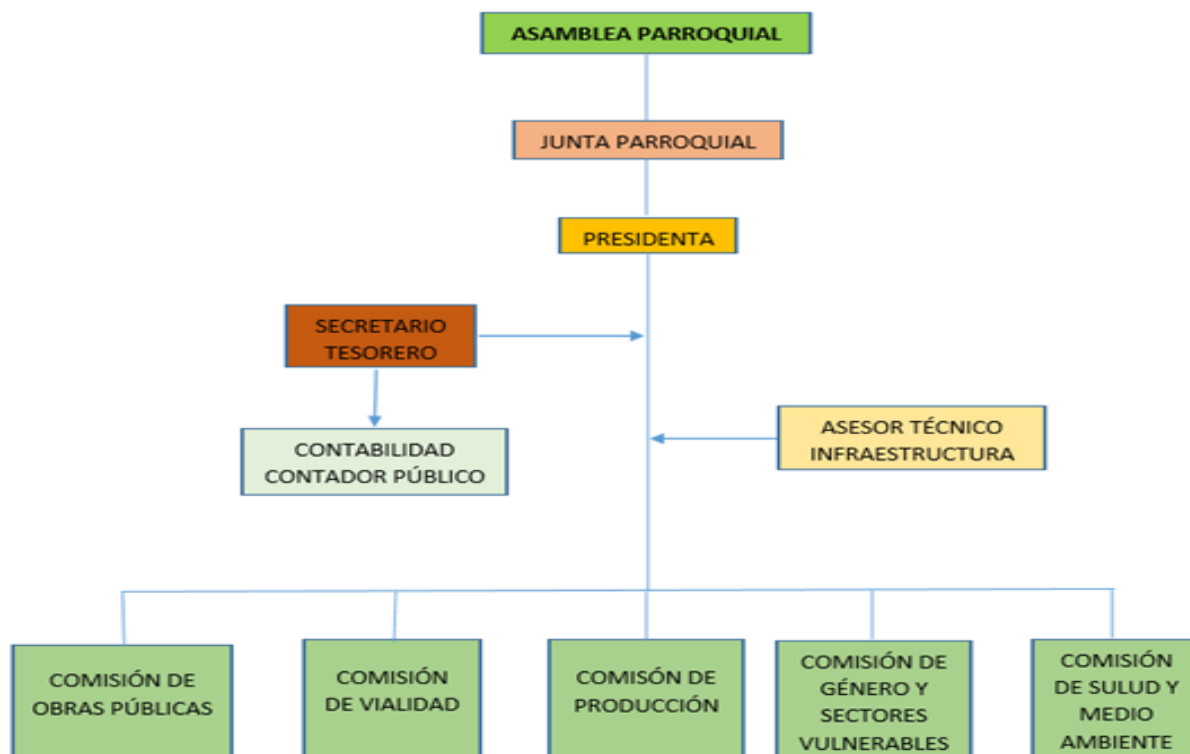 ASAMBLEA PARROQUIAL
JUNTA PARROQUIAL
PRESIDENTA
SECRETARIO
TESORERO
CONTABILIDAD
CONTADOR PÚBLICO
ASESOR TÉCNICO
INFRAESTRUCTURA
COMISIÓN DE
OBRAS PÚBLICAS
COMISIÓN
DE VIALIDAD
COMISÓN DE
PRODUCCIÓN
COMISIÓN DE
GÉNERO Y
SECTORES
VULNERABLES
COMISIÓN
DE SULUD Y
MEDIO
AMBIENTE